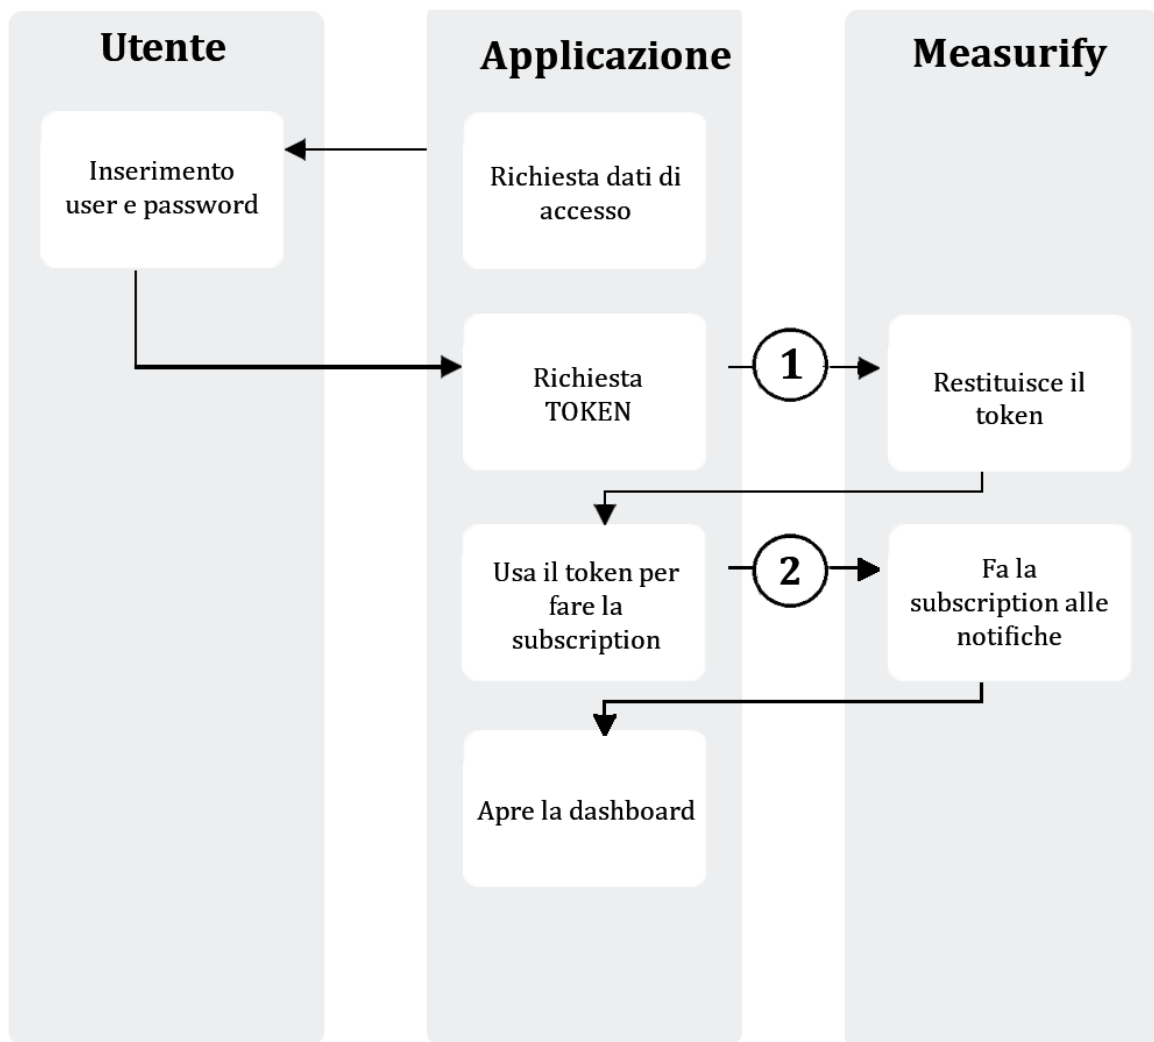 Utente
Applicazione
Measurify
Inserimento
user e password
Richiesta dati di
accesso
Richiesta
TOKEN
1
Restituisce il
token
Usa il token per
fare la
subscription
2
Fa la
subscription alle
notifiche
Apre la dashboard